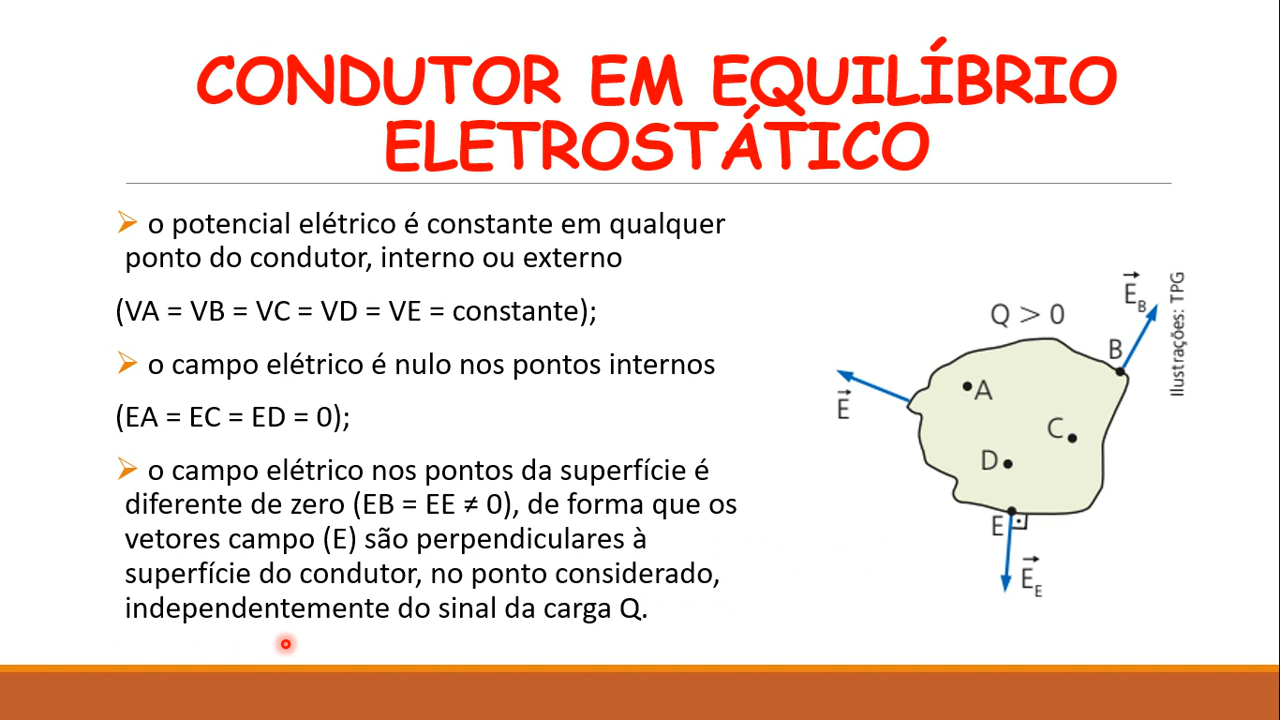 CONDUTOR EM EQUILÍBRIO
ELETROSTÁTICO
o potencial elétrico é constante em qualquer
ponto do condutor, interno ou externo
(VA = VB = VC = VD = VE = constante);
o campo elétrico é nulo nos pontos internos
(EA = EC = ED = 0);
o campo elétrico nos pontos da superfície é
diferente de zero (EB = EE ≠ 0), de forma que os
vetores campo (E) são perpendiculares à
superfície do condutor, no ponto considerado,
independentemente do sinal da carga Q.
Q > 0
E⃗B
Ilustrações: TPG
B
A
E⃗
C
D
E
E⃗E